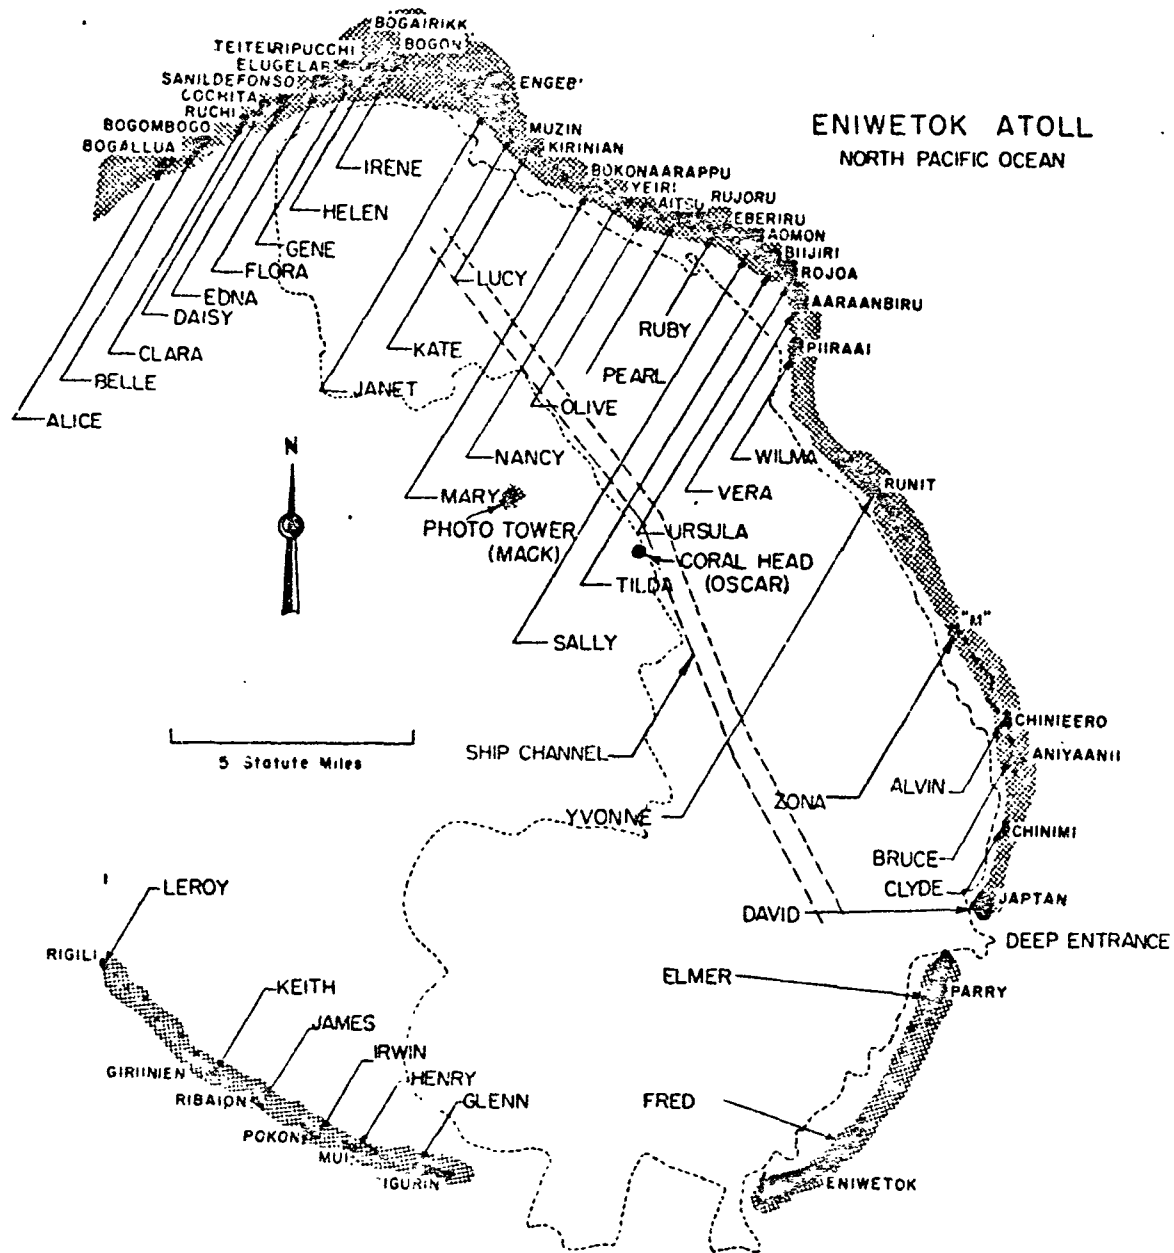 BOGAIRIKK
BOGON
TEITEIRIPUCCHI
ELUGELAB
SANILDEFONSO
COCHITA
RUCHI
BOGOMBOGO
BOGALLUA
ENGEB'
MUZIN
KIRINIAN
BOKONAARAPPU
YEIRI
AITSU
RUJORU
EBERIRU
AOMON
BIIJIRI
ROJOA
AARAANBIRU
PIIRAAI
RUNIT
ENIWETOK ATOLL
NORTH PACIFIC OCEAN
IRENE
HELEN
GENE
FLORA
EDNA
DAISY
CLARA
BELLE
ALICE
LUCY
KATE
JANET
RUBY
PEARL
OLIVE
NANCY
MARY
WILMA
VERA
URSULA
TILDA
SALLY
N
PHOTO TOWER
(MACK)
CORAL HEAD
(OSCAR)
"M"
5 Statute Miles
SHIP CHANNEL
YVONNE
ZONA
ALVIN
CHINIEERO
ANIYAANII
BRUCE
CHINIMI
CLYDE
DAVID
JAPTAN
DEEP ENTRANCE
ELMER
PARRY
FRED
ENIWETOK
LEROY
RIGILI
KEITH
JAMES
IRWIN
HENRY
GLENN
GIRIINIEN
RIBAION
POKON
MUI
IGURIN